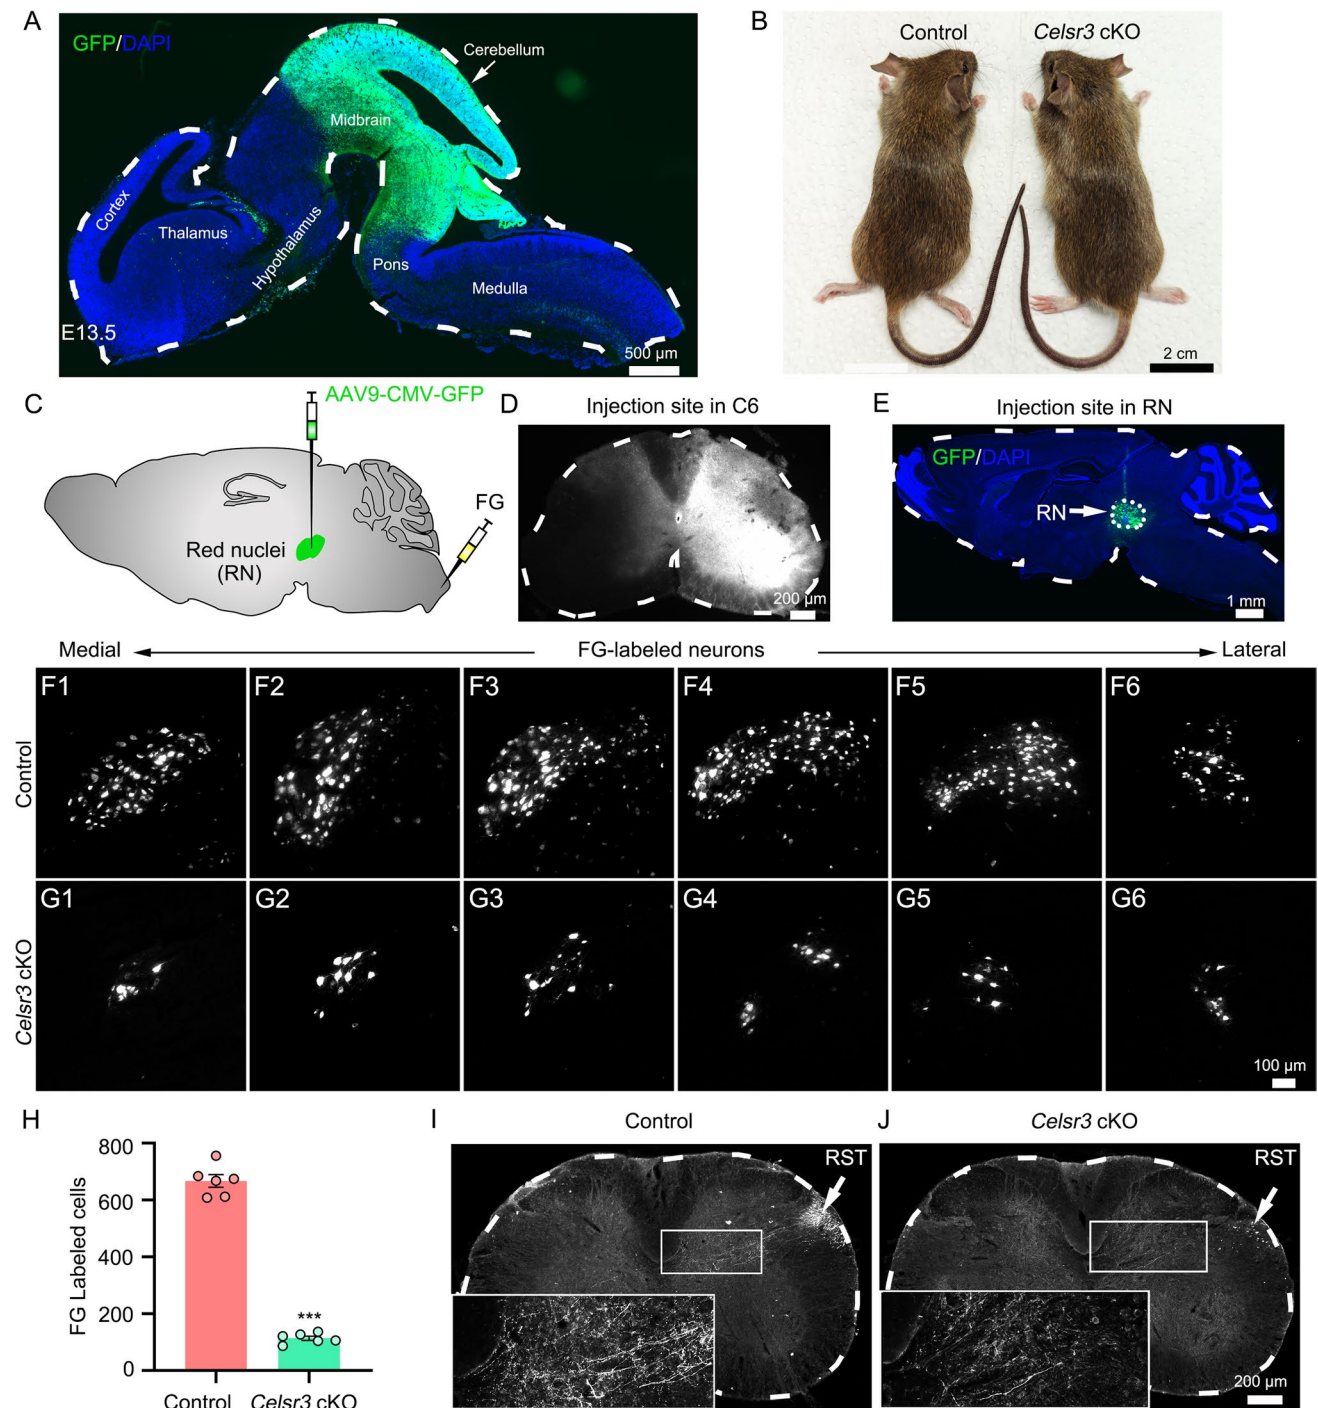 A
GFP/DAPI
Cerebellum
Midbrain
Cortex
Thalamus
Hypothalamus
Pons
Medulla
E13.5
500 µm
B
Control
Celsr3 cKO
2 cm
C
AAV9-CMV-GFP
FG
Red nuclei
(RN)
D
Injection site in C6
200 µm
E
Injection site in RN
GFP/DAPI
RN
1 mm
Medial
FG-labeled neurons
Lateral
Control
F1
F2
F3
F4
F5
F6
Celsr3 cKO
G1
G2
G3
G4
G5
G6
100 µm
H
FG Labeled cells
800
600
400
200
0
***
Control
Celsr3 cKO
I
Control
RST
J
Celsr3 cKO
RST
200 µm